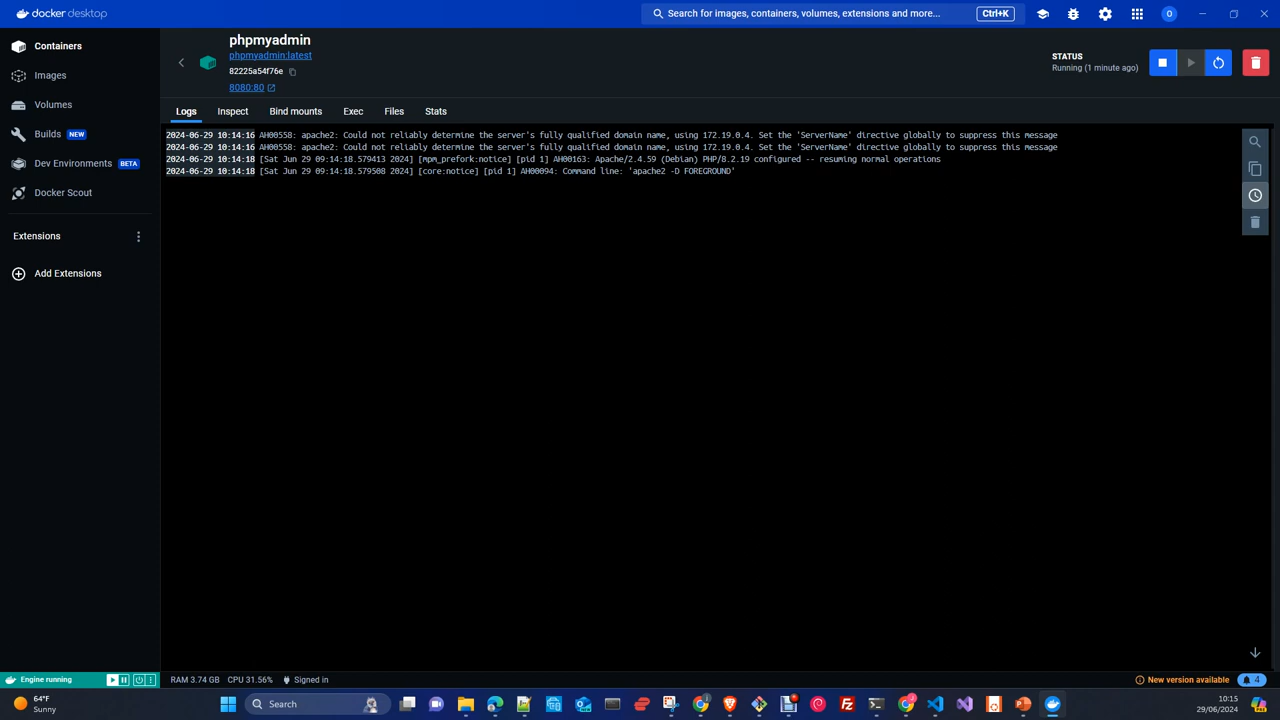 docker desktop
Search for images, containers, volumes, extensions and more...
Ctrl+K
Containers
Images
Volumes
Builds NEW
Dev Environments BETA
Docker Scout
Extensions
Add Extensions
phpmyadmin
phpmyadmin:latest
82225a54f76e
8080:80
STATUS
Running (1 minute ago)
Logs
Inspect
Bind mounts
Exec
Files
Stats
2024-06-29 10:14:16 AH00558: apache2: Could not reliably determine the server's fully qualified domain name, using 172.19.0.4. Set the 'ServerName' directive globally to suppress this message
2024-06-29 10:14:16 AH00558: apache2: Could not reliably determine the server's fully qualified domain name, using 172.19.0.4. Set the 'ServerName' directive globally to suppress this message
2024-06-29 10:14:18 [Sat Jun 29 09:14:18.579413 2024] [mpm_prefork:notice] [pid 1] AH00163: Apache/2.4.59 (Debian) PHP/8.2.19 configured -- resuming normal operations
2024-06-29 10:14:18 [Sat Jun 29 09:14:18.579508 2024] [core:notice] [pid 1] AH00094: Command line: 'apache2 -D FOREGROUND'
Engine running
RAM 3.74 GB
CPU 31.56%
Signed in
New version available
4
64°F
Sunny
Search
10:15
29/06/2024